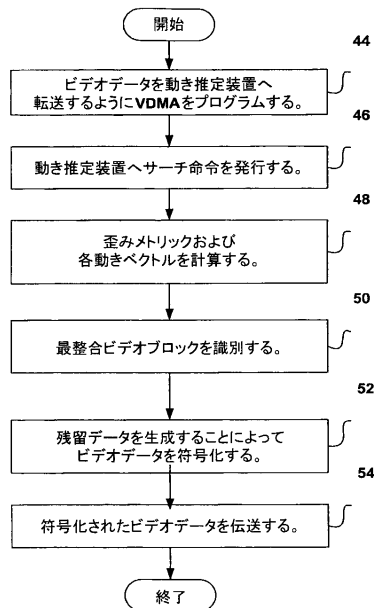 開始
44
ビデオデータを動き推定装置へ
転送するようにVDMAをプログラムする。
46
動き推定装置へサーチ命令を発行する。
48
歪みメトリックおよび
各動きベクトルを計算する。
50
最整合ビデオブロックを識別する。
52
残留データを生成することによって
ビデオデータを符号化する。
54
符号化されたビデオデータを伝送する。
終了